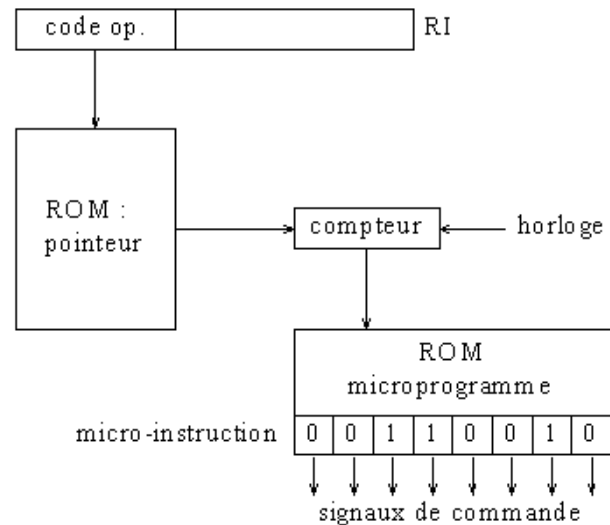 code op.
RI
ROM :
pointeur
compteur
horloge
ROM
microprogramme
micro-instruction
0 0 1 1 0 0 1 0
signaux de commande